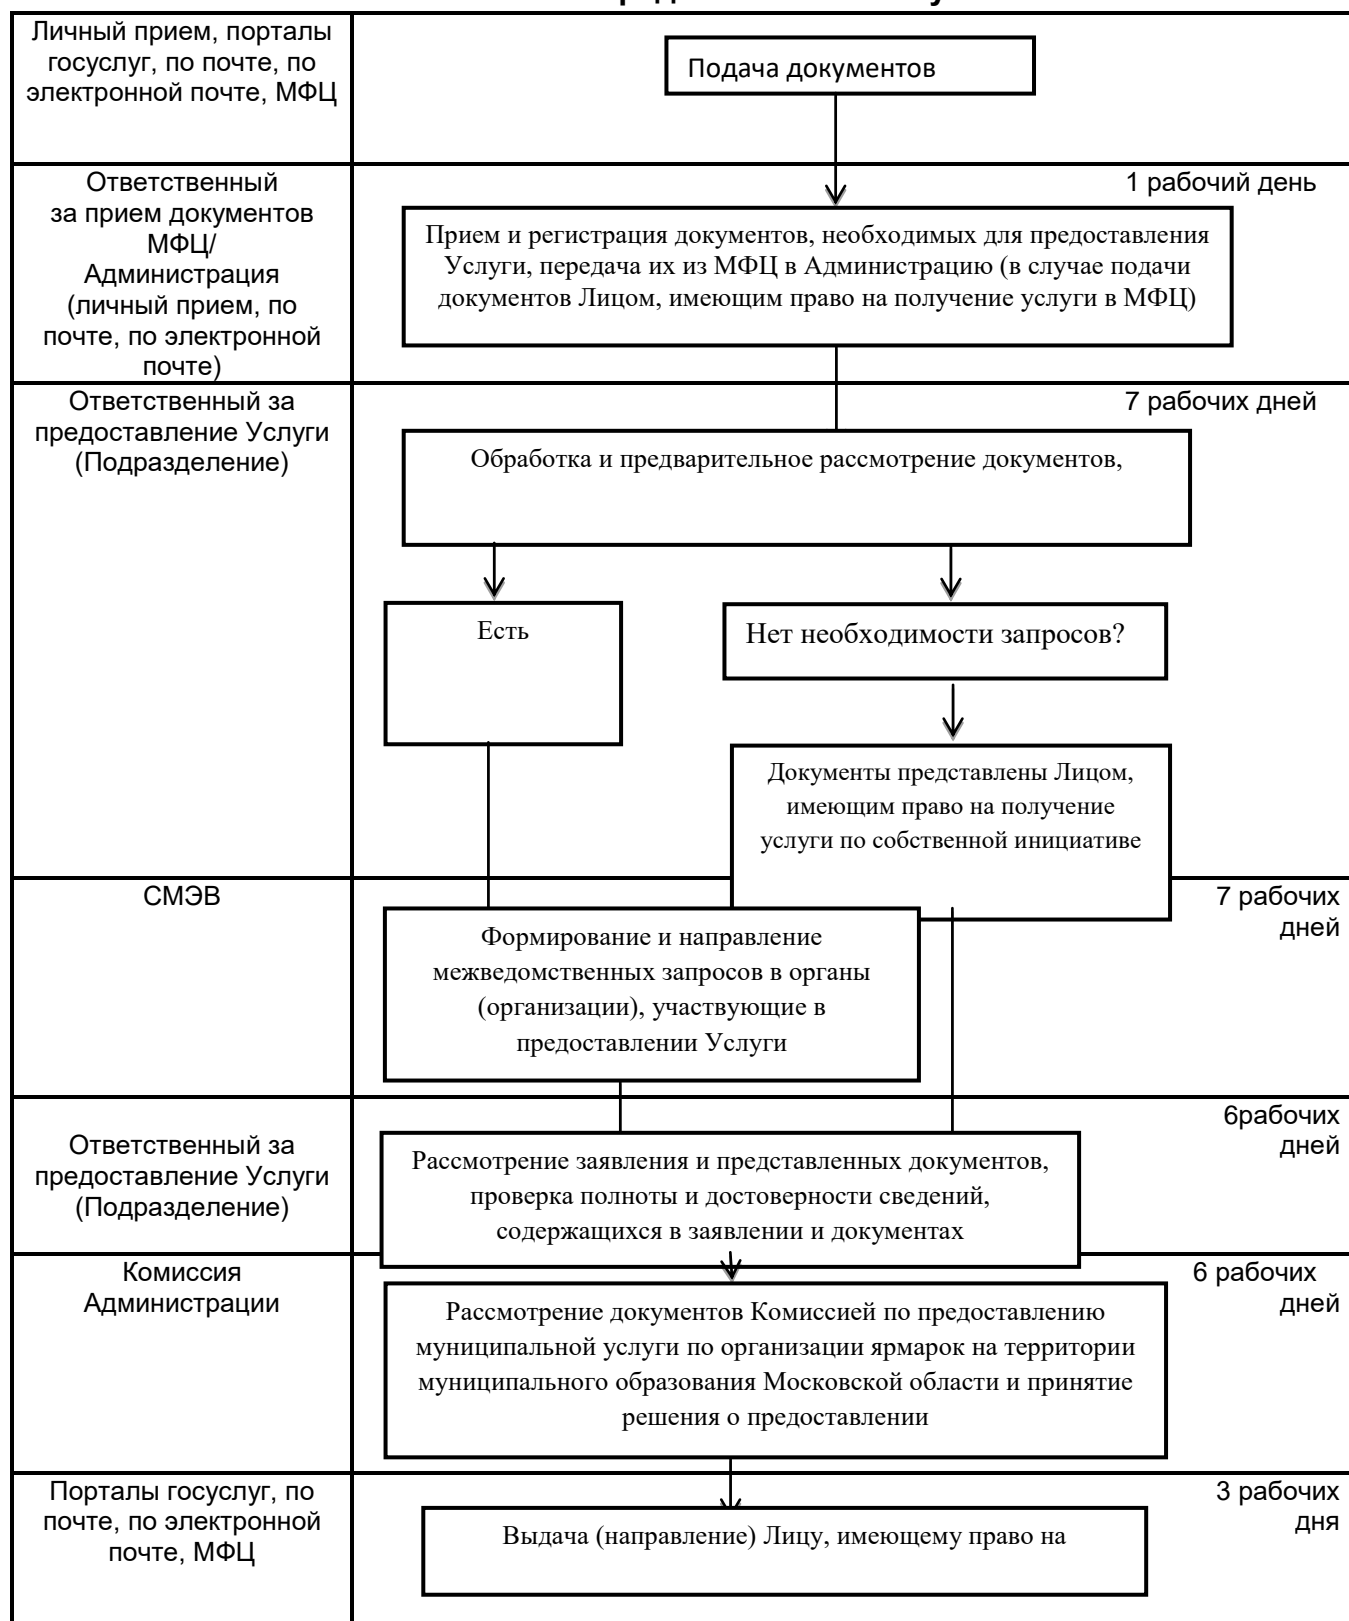 Личный прием, порталы
госуслуг, по почте, по
электронной почте, МФЦ
Подача документов
Ответственный
за прием документов
МФЦ/
Администрация
(личный прием, по
почте, по электронной
почте)
1 рабочий день
Прием и регистрация документов, необходимых для предоставления
Услуги, передача их из МФЦ в Администрацию (в случае подачи
документов Лицом, имеющим право на получение услуги в МФЦ)
Ответственный за
предоставление Услуги
(Подразделение)
7 рабочих дней
Обработка и предварительное рассмотрение документов,
Есть
Нет необходимости запросов?
Документы представлены Лицом,
имеющим право на получение
услуги по собственной инициативе
СМЭВ
7 рабочих
дней
Формирование и направление
межведомственных запросов в органы
(организации), участвующие в
предоставлении Услуги
Ответственный за
предоставление Услуги
(Подразделение)
6рабочих
дней
Рассмотрение заявления и представленных документов,
проверка полноты и достоверности сведений,
содержащихся в заявлении и документах
Комиссия
Администрации
6 рабочих
дней
Рассмотрение документов Комиссией по предоставлению
муниципальной услуги по организации ярмарок на территории
муниципального образования Московской области и принятие
решения о предоставлении
Порталы госуслуг, по
почте, по электронной
почте, МФЦ
3 рабочих
дня
Выдача (направление) Лицу, имеющему право на